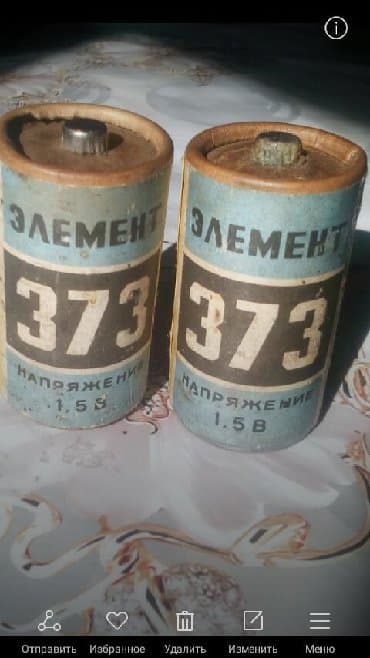 ЭЛЕМЕНТ
373
НАПРЯЖЕНИЕ
1.5 В
ЭЛЕМЕНТ
373
НАПРЯЖЕНИЕ
1.5 В
Отправить Избранное Удалить Изменить Меню